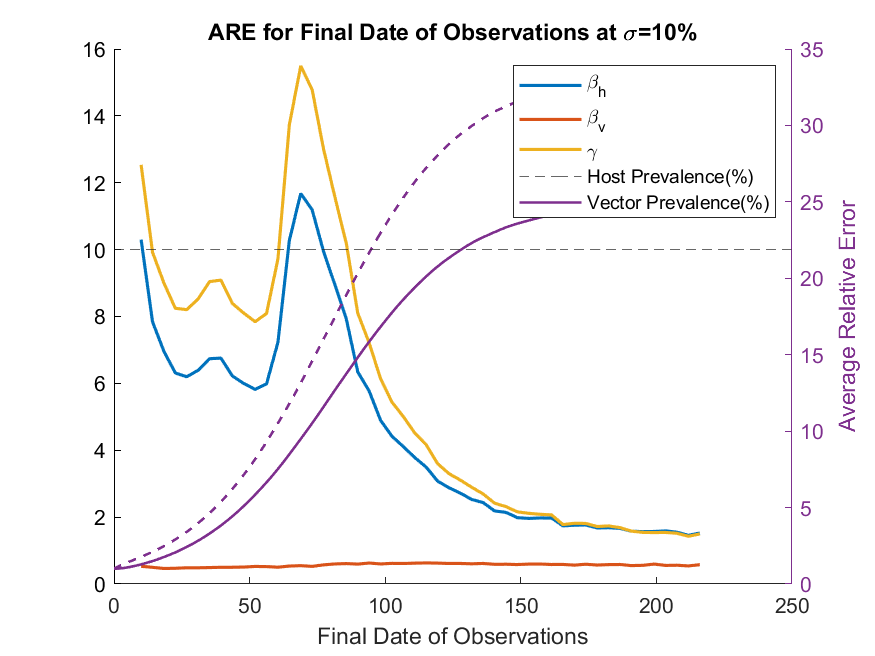 ARE for Final Date of Observations at σ=10%
16
14
12
10
8
6
4
2
0
35
30
25
20
15
10
5
0
Average Relative Error
β_h
β_v
γ
Host Prevalence(%)
Vector Prevalence(%)
0 50 100 150 200 250
Final Date of Observations